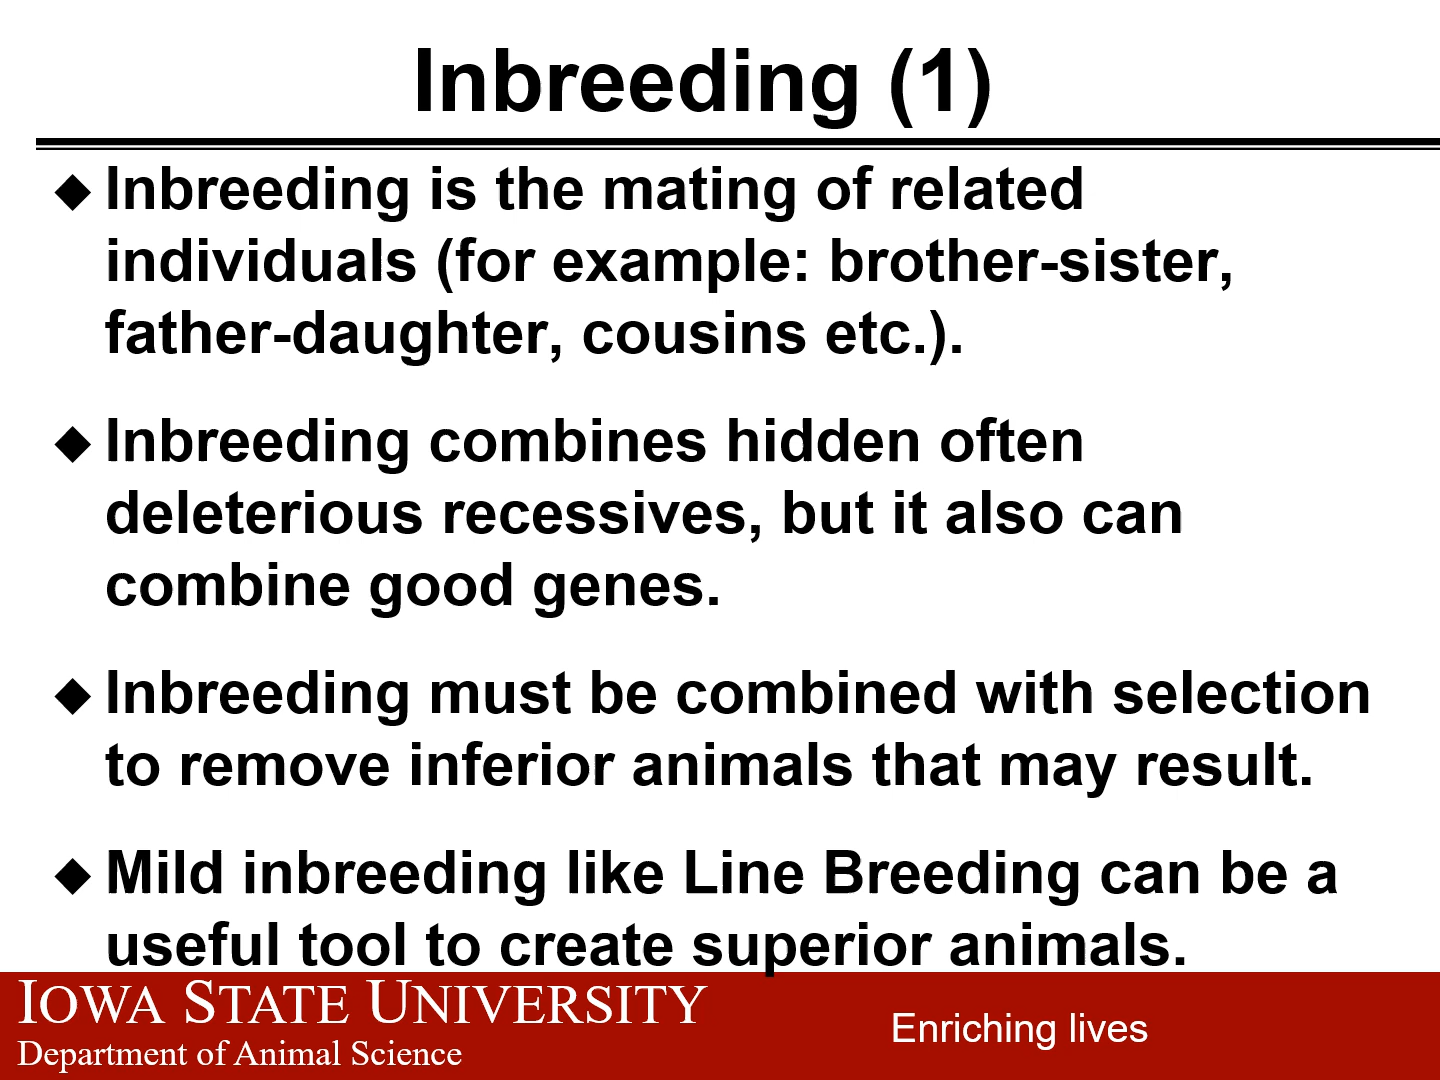 Inbreeding (1)
◆ Inbreeding is the mating of related
individuals (for example: brother-sister,
father-daughter, cousins etc.).
◆ Inbreeding combines hidden often
deleterious recessives, but it also can
combine good genes.
◆ Inbreeding must be combined with selection
to remove inferior animals that may result.
◆ Mild inbreeding like Line Breeding can be a
useful tool to create superior animals.
IOWA STATE UNIVERSITY
Department of Animal Science
Enriching lives